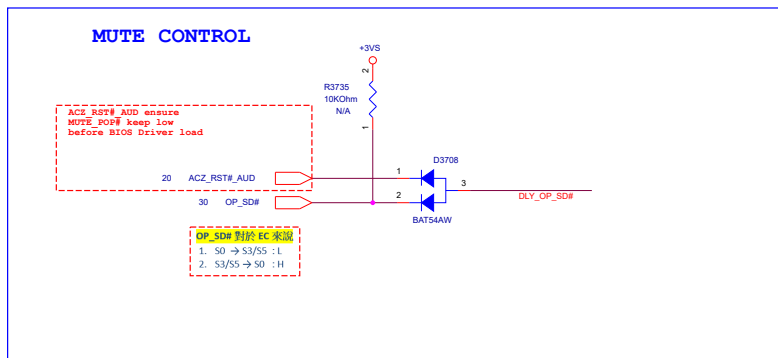 MUTE CONTROL
+3VS
2
R3735
10KOhm
N/A
1
ACZ_RST#_AUD ensure
MUTE_POP# keep low
before BIOS Driver load
20 ACZ_RST#_AUD
1
D3708
3
30 OP_SD#
2
DLY_OP_SD#
BAT54AW
OP_SD# 對於 EC 來說
1. S0 → S3/S5 : L
2. S3/S5 → S0 : H